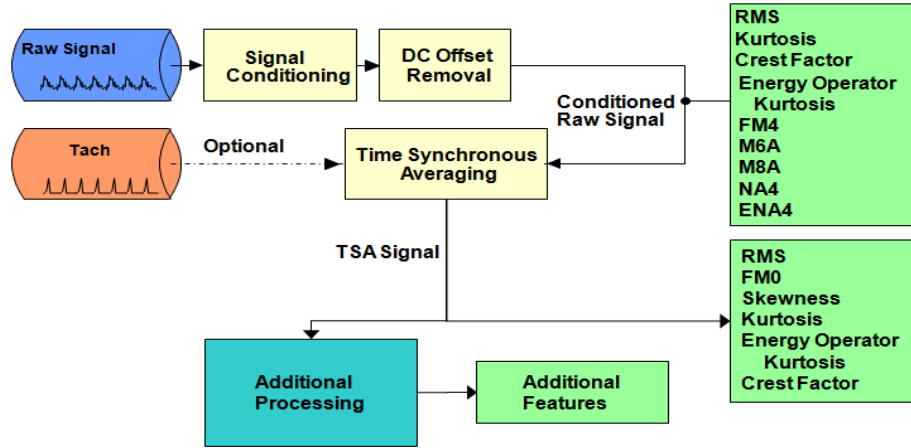 Raw Signal
Signal
Conditioning
DC Offset
Removal
RMS
Kurtosis
Crest Factor
Energy Operator
Kurtosis
FM4
M6A
M8A
NA4
ENA4
Conditioned
Raw Signal
Tach
Optional
Time Synchronous
Averaging
TSA Signal
RMS
FM0
Skewness
Kurtosis
Energy Operator
Kurtosis
Crest Factor
Additional
Processing
Additional
Features